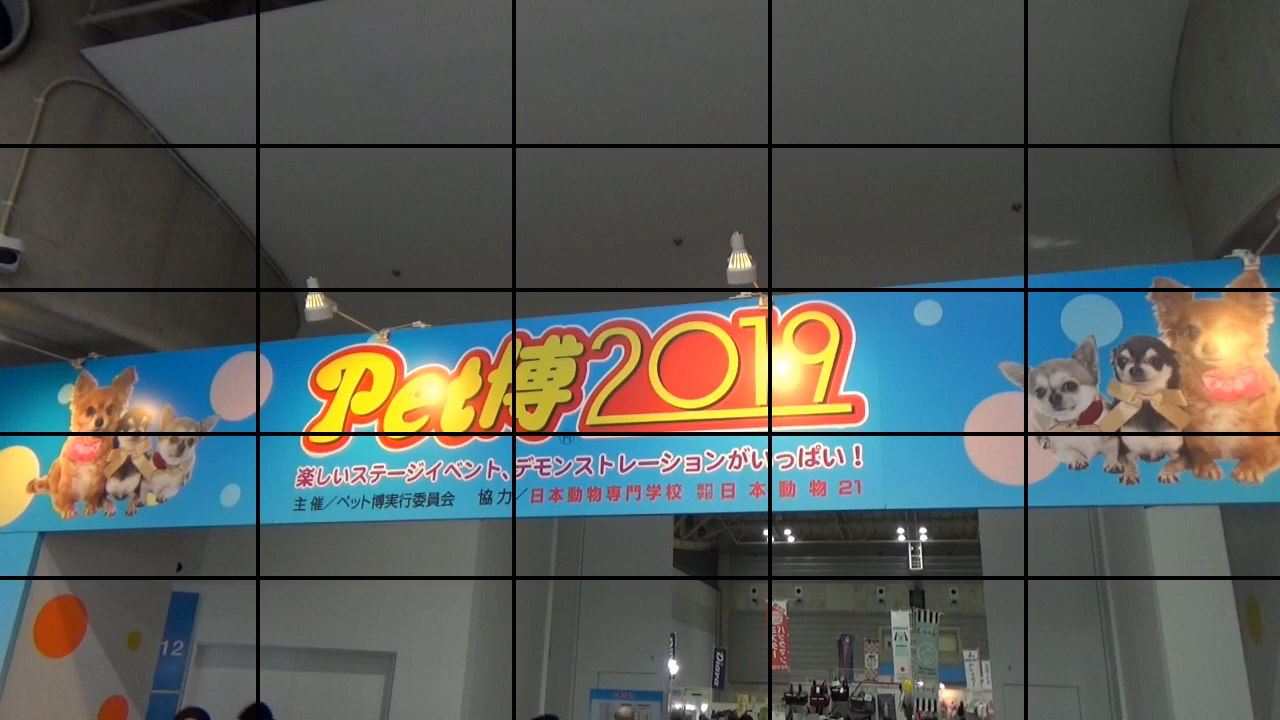 Pet博2019
楽しいステージイベント、デモンストレーションがいっぱい！
主催／ペット博実行委員会 協力／日本動物専門学校 日本動物21
12
Diava